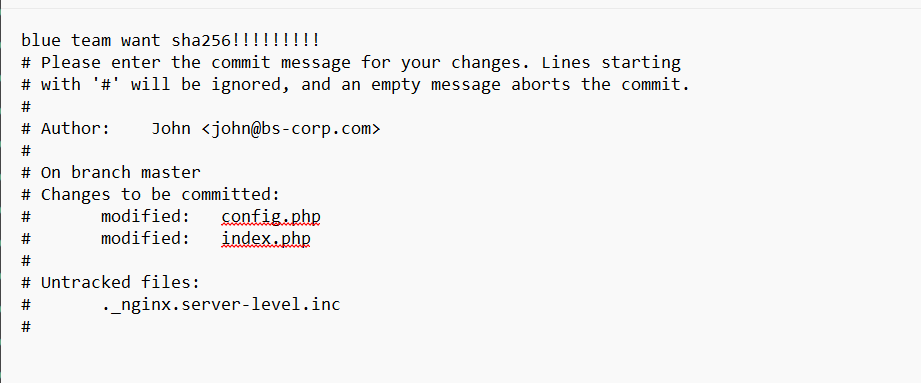 blue team want sha256!!!!!!!!!
# Please enter the commit message for your changes. Lines starting
# with '#' will be ignored, and an empty message aborts the commit.
#
# Author:    John <john@bs-corp.com>
#
# On branch master
# Changes to be committed:
#       modified:   config.php
#       modified:   index.php
#
# Untracked files:
#       ._nginx.server-level.inc
#